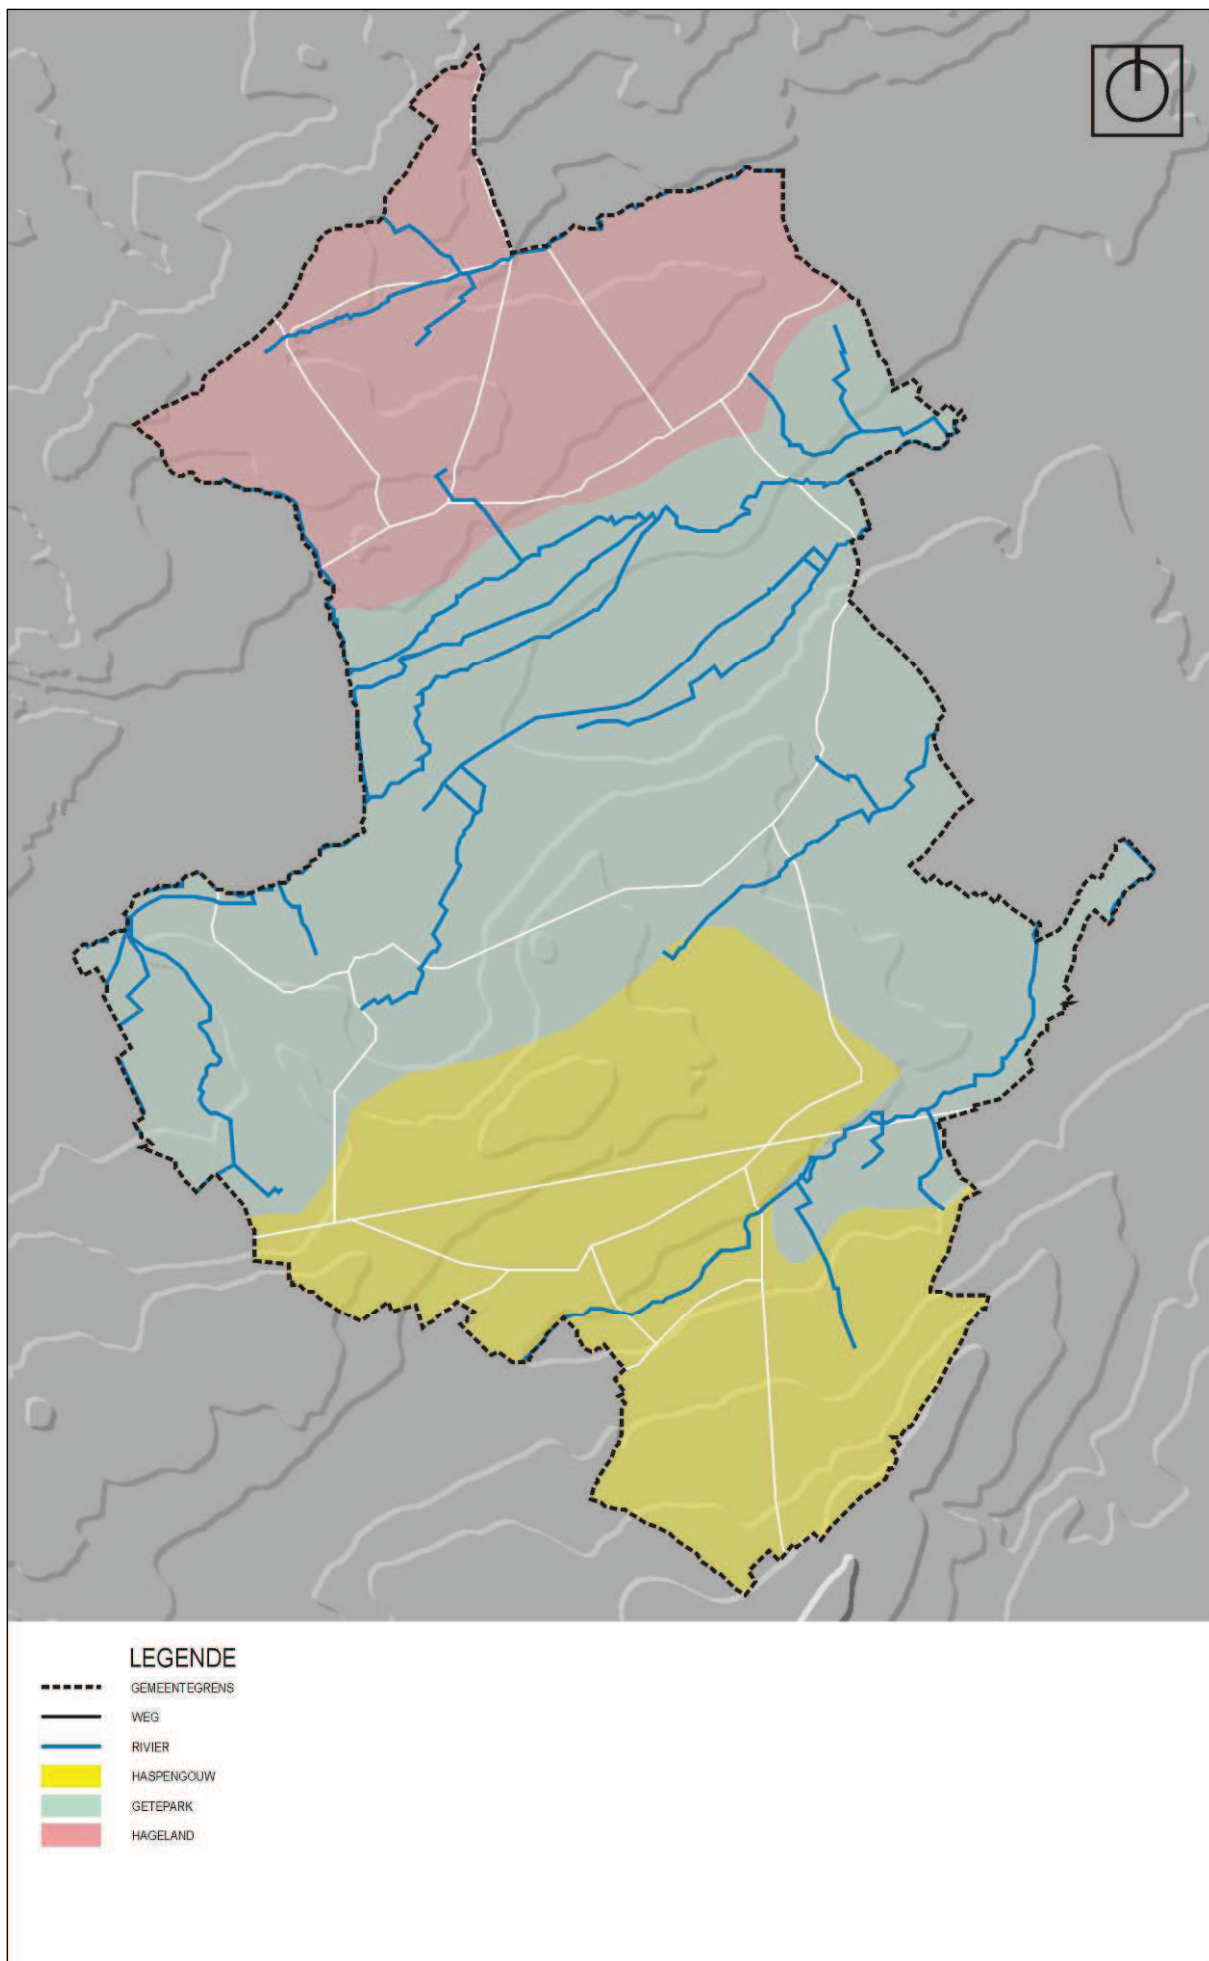 LEGENDE
GEMEENTEGRENS
WEG
RIVIER
HASPENGOUW
GETEPARK
HAGELAND